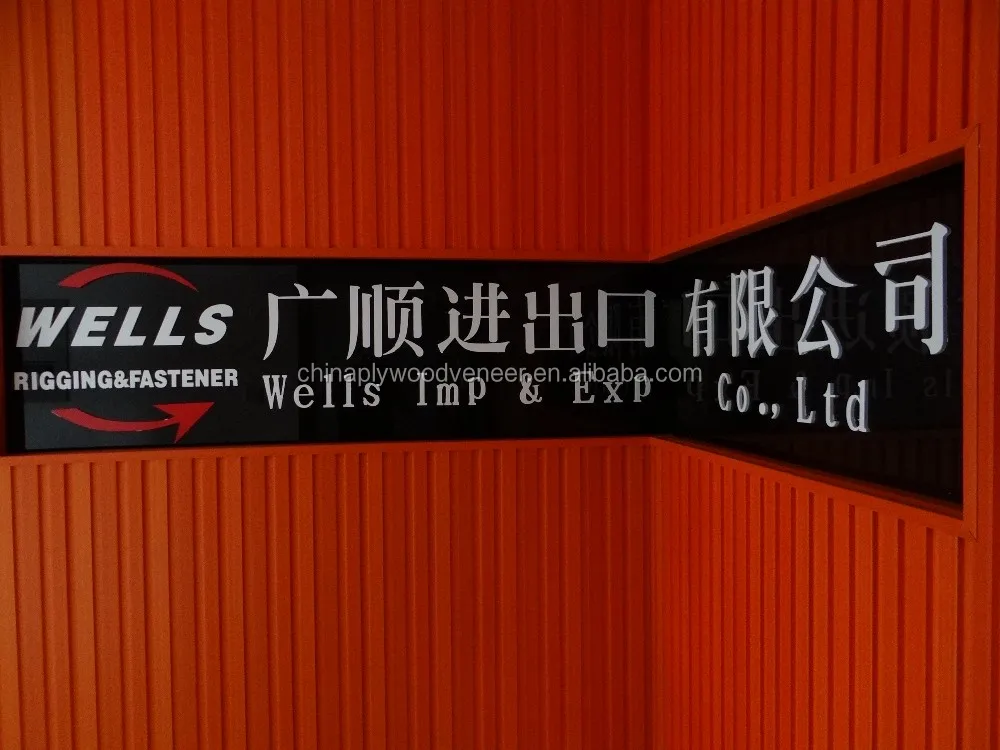 WELLS
RIGGING&FASTENER
广顺进出口有限公司
Wells Imp & Exp Co., Ltd
chinaplywoodveneer.en.alibaba.com